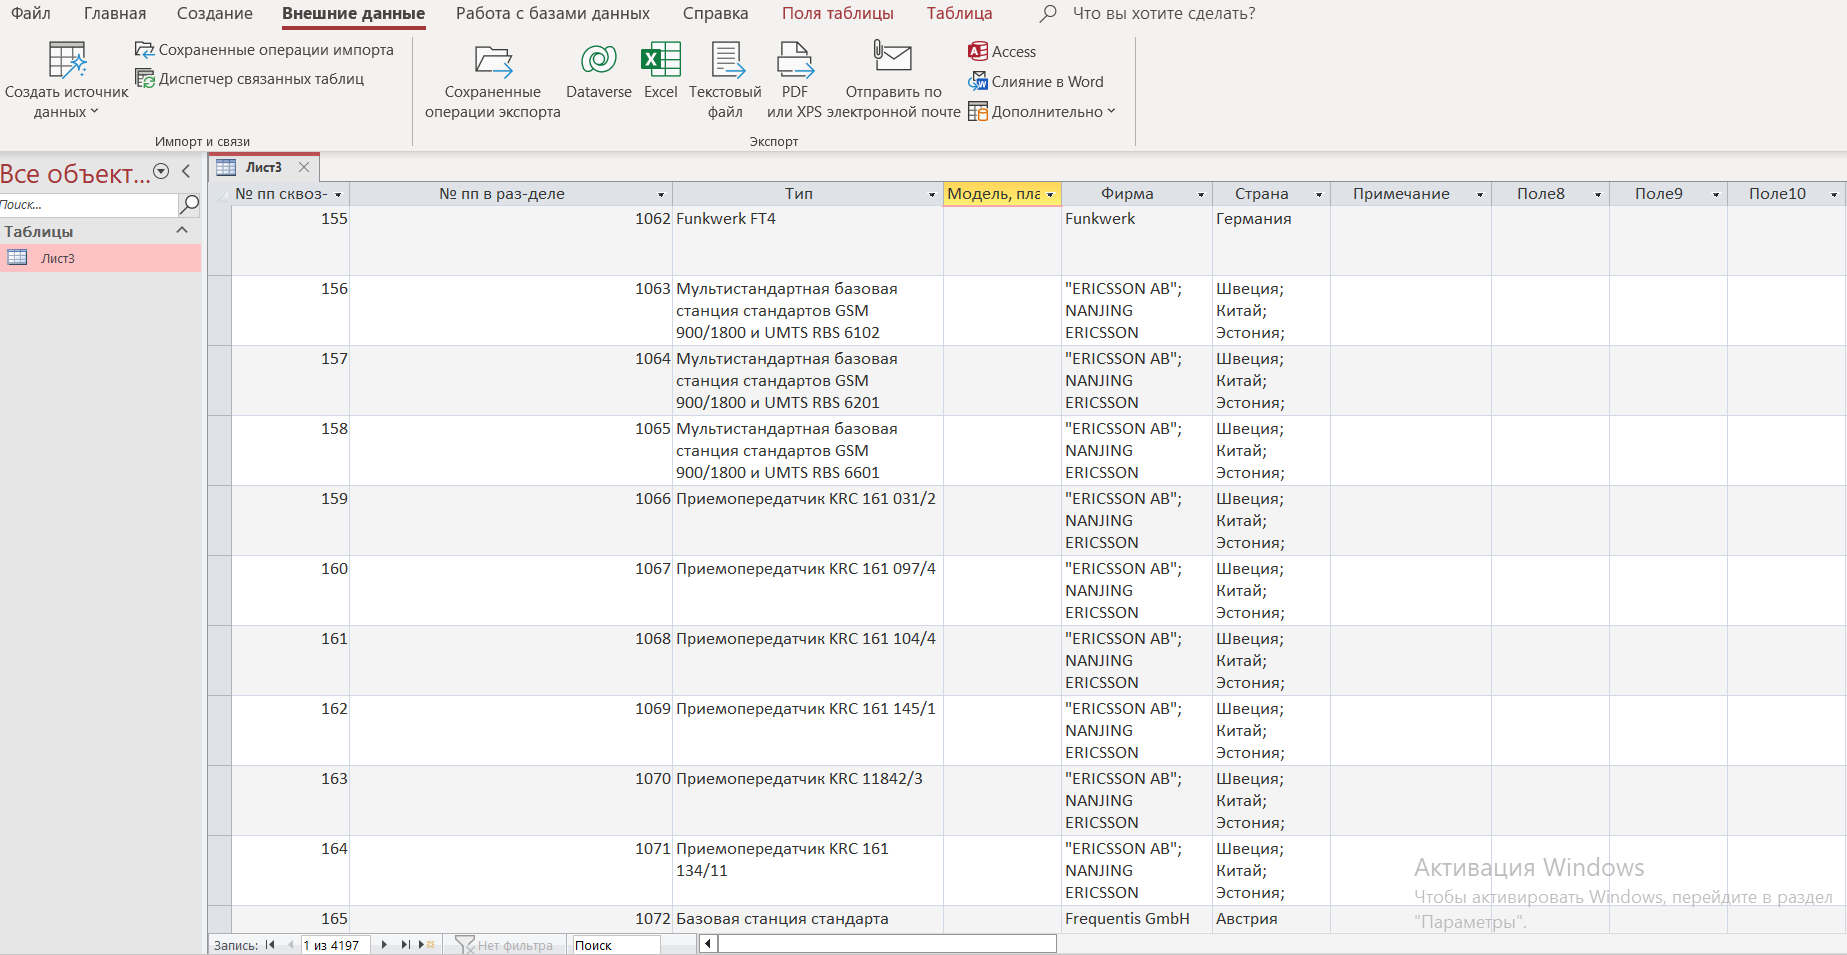 Файл Главная Создание Внешние данные Работа с базами данных Справка Поля таблицы Таблица Что вы хотите сделать?
Создать источник данных
Сохраненные операции импорта
Диспетчер связанных таблиц
Импорт и связи
Сохраненные операции экспорта
Dataverse
Excel
Текстовый файл
PDF или XPS
Отправить по электронной почте
Access
Слияние в Word
Дополнительно
Экспорт
Все объект...
Поиск...
Таблицы
Лист3
Лист3
№ пп сквоз- № пп в раз-деле Тип Модель, пла Фирма Страна Примечание Поле8 Поле9 Поле10
155 1062 Funkwerk FT4 Funkwerk Германия
156 1063 Мультистандартная базовая "ERICSSON AB"; Швеция;
станция стандартов GSM NANJING Китай;
900/1800 и UMTS RBS 6102 ERICSSON Эстония;
157 1064 Мультистандартная базовая "ERICSSON AB"; Швеция;
станция стандартов GSM NANJING Китай;
900/1800 и UMTS RBS 6201 ERICSSON Эстония;
158 1065 Мультистандартная базовая "ERICSSON AB"; Швеция;
станция стандартов GSM NANJING Китай;
900/1800 и UMTS RBS 6601 ERICSSON Эстония;
159 1066 Приемопередатчик KRC 161 031/2 "ERICSSON AB"; Швеция;
NANJING Китай;
ERICSSON Эстония;
160 1067 Приемопередатчик KRC 161 097/4 "ERICSSON AB"; Швеция;
NANJING Китай;
ERICSSON Эстония;
161 1068 Приемопередатчик KRC 161 104/4 "ERICSSON AB"; Швеция;
NANJING Китай;
ERICSSON Эстония;
162 1069 Приемопередатчик KRC 161 145/1 "ERICSSON AB"; Швеция;
NANJING Китай;
ERICSSON Эстония;
163 1070 Приемопередатчик KRC 11842/3 "ERICSSON AB"; Швеция;
NANJING Китай;
ERICSSON Эстония;
164 1071 Приемопередатчик KRC 161 "ERICSSON AB"; Швеция;
134/11 NANJING Китай;
ERICSSON Эстония;
165 1072 Базовая станция стандарта Frequentis GmbH Австрия
Активация Windows
Чтобы активировать Windows, перейдите в раздел
"Параметры".
Запись: 1 из 4197 Нет фильтра Поиск